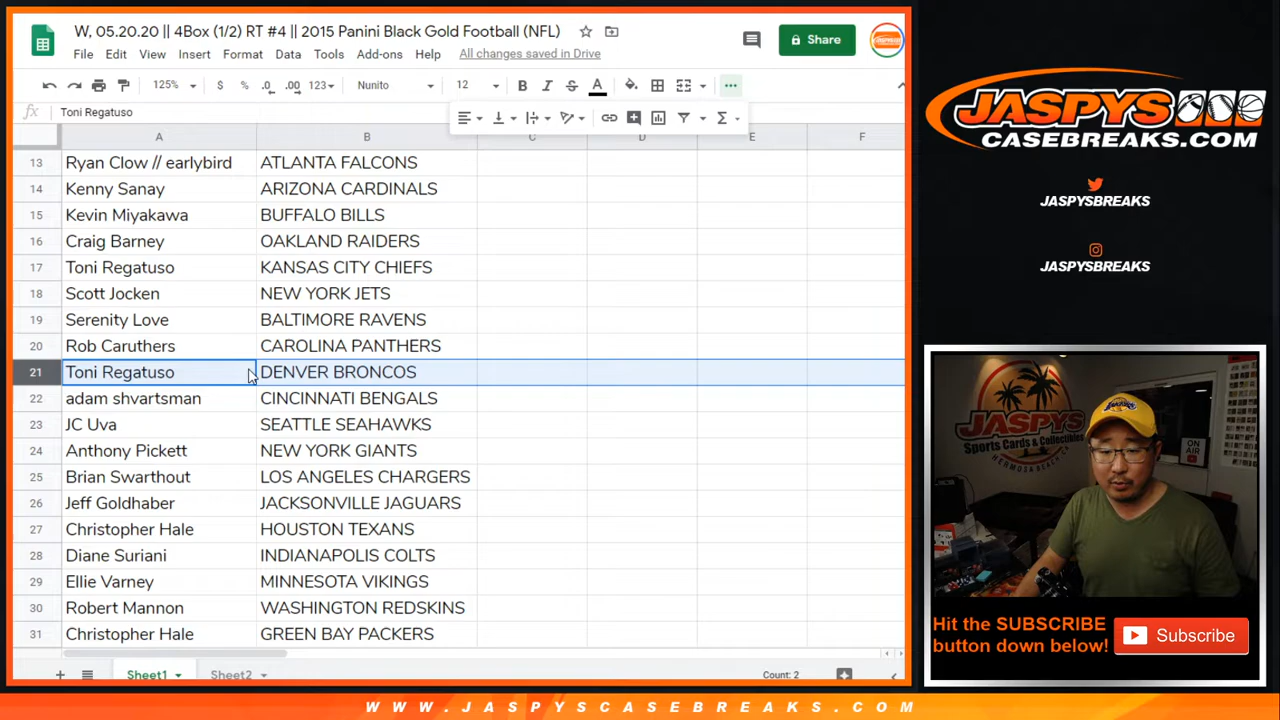 W, 05.20.20 || 4Box (1/2) RT #4 || 2015 Panini Black Gold Football (NFL)
File Edit View Insert Format Data Tools Add-ons Help All changes saved in Drive
Share
125% $ % .0 .00 123 Nunito 12 B I S A
fx Toni Regatuso
A B C D E F
13 Ryan Clow // earlybird ATLANTA FALCONS
14 Kenny Sanay ARIZONA CARDINALS
15 Kevin Miyakawa BUFFALO BILLS
16 Craig Barney OAKLAND RAIDERS
17 Toni Regatuso KANSAS CITY CHIEFS
18 Scott Jocken NEW YORK JETS
19 Serenity Love BALTIMORE RAVENS
20 Rob Caruthers CAROLINA PANTHERS
21 Toni Regatuso DENVER BRONCOS
22 adam shvartsman CINCINNATI BENGALS
23 JC Uva SEATTLE SEAHAWKS
24 Anthony Pickett NEW YORK GIANTS
25 Brian Swarthout LOS ANGELES CHARGERS
26 Jeff Goldhaber JACKSONVILLE JAGUARS
27 Christopher Hale HOUSTON TEXANS
28 Diane Suriani INDIANAPOLIS COLTS
29 Ellie Varney MINNESOTA VIKINGS
30 Robert Mannon WASHINGTON REDSKINS
31 Christopher Hale GREEN BAY PACKERS
Sheet1 Sheet2 Count: 2
JASPYS
CASEBREAKS.COM
JASPYSBREAKS
JASPYSBREAKS
JASPYS
Sports Cards & Collectibles
HERMOSA BEACH
ON AIR
Hit the SUBSCRIBE
button down below!
Subscribe
WWW.JASPYSCASEBREAKS.COM